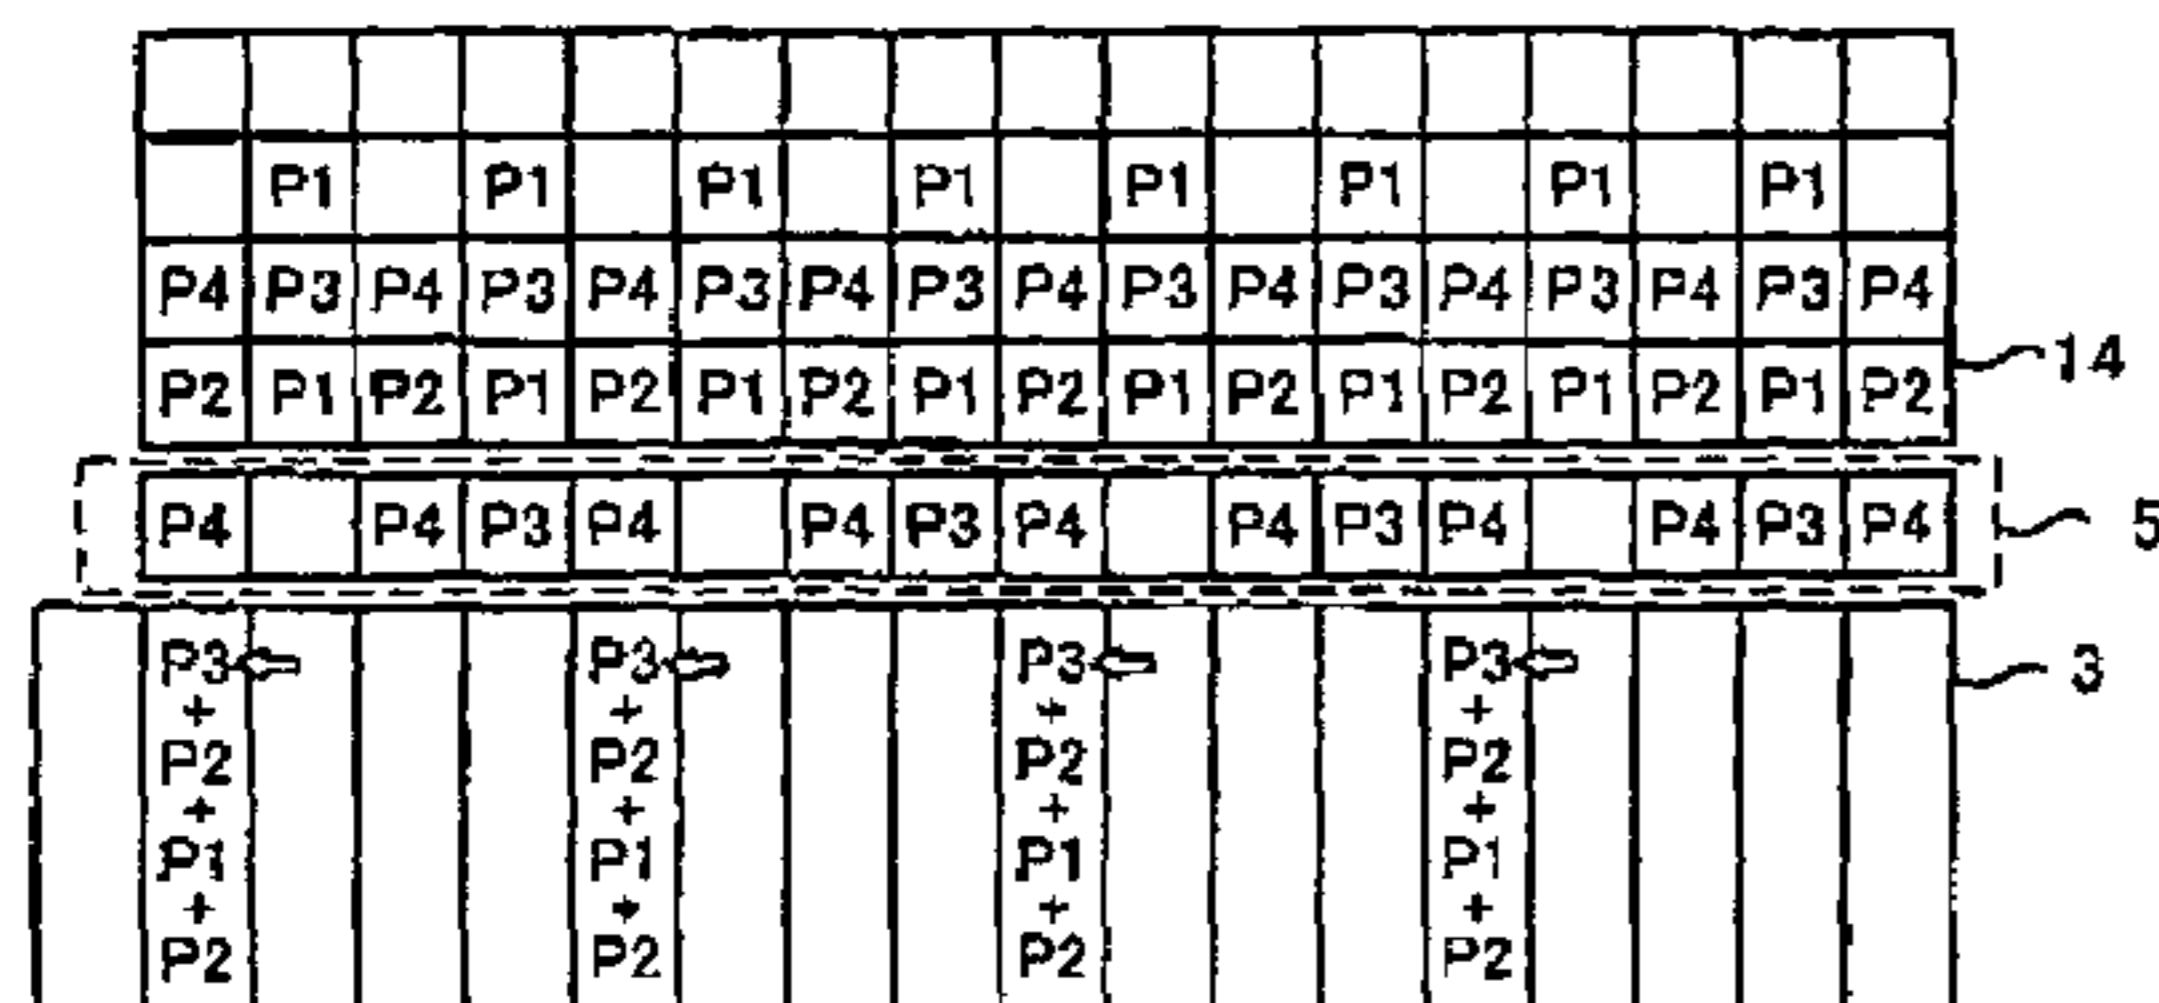 P1 P1 P1 P1 P1 P1 P1 P1
P4 P3 P4 P3 P4 P3 P4 P3 P4 P3 P4 P3 P4 P3 P4 P3 P4
P2 P1 P2 P1 P2 P1 P2 P1 P2 P1 P2 P1 P2 P1 P2 P1 P2
14
P4 P4 P3 P4 P4 P3 P4 P4 P3 P4 P4 P3 P4
5
P3 P3 P3 P3
3
+ + + +
P2 P2 P2 P2
+ + + +
P1 P1 P1 P1
+ + + +
P2 P2 P2 P2